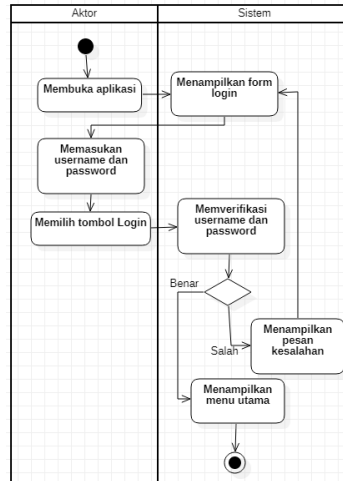 Aktor
Sistem
Membuka aplikasi
Menampilkan form
login
Memasukan
username dan
password
Memilih tombol Login
Memverifikasi
username dan
password
Benar
Salah
Menampilkan
pesan
kesalahan
Menampilkan
menu utama